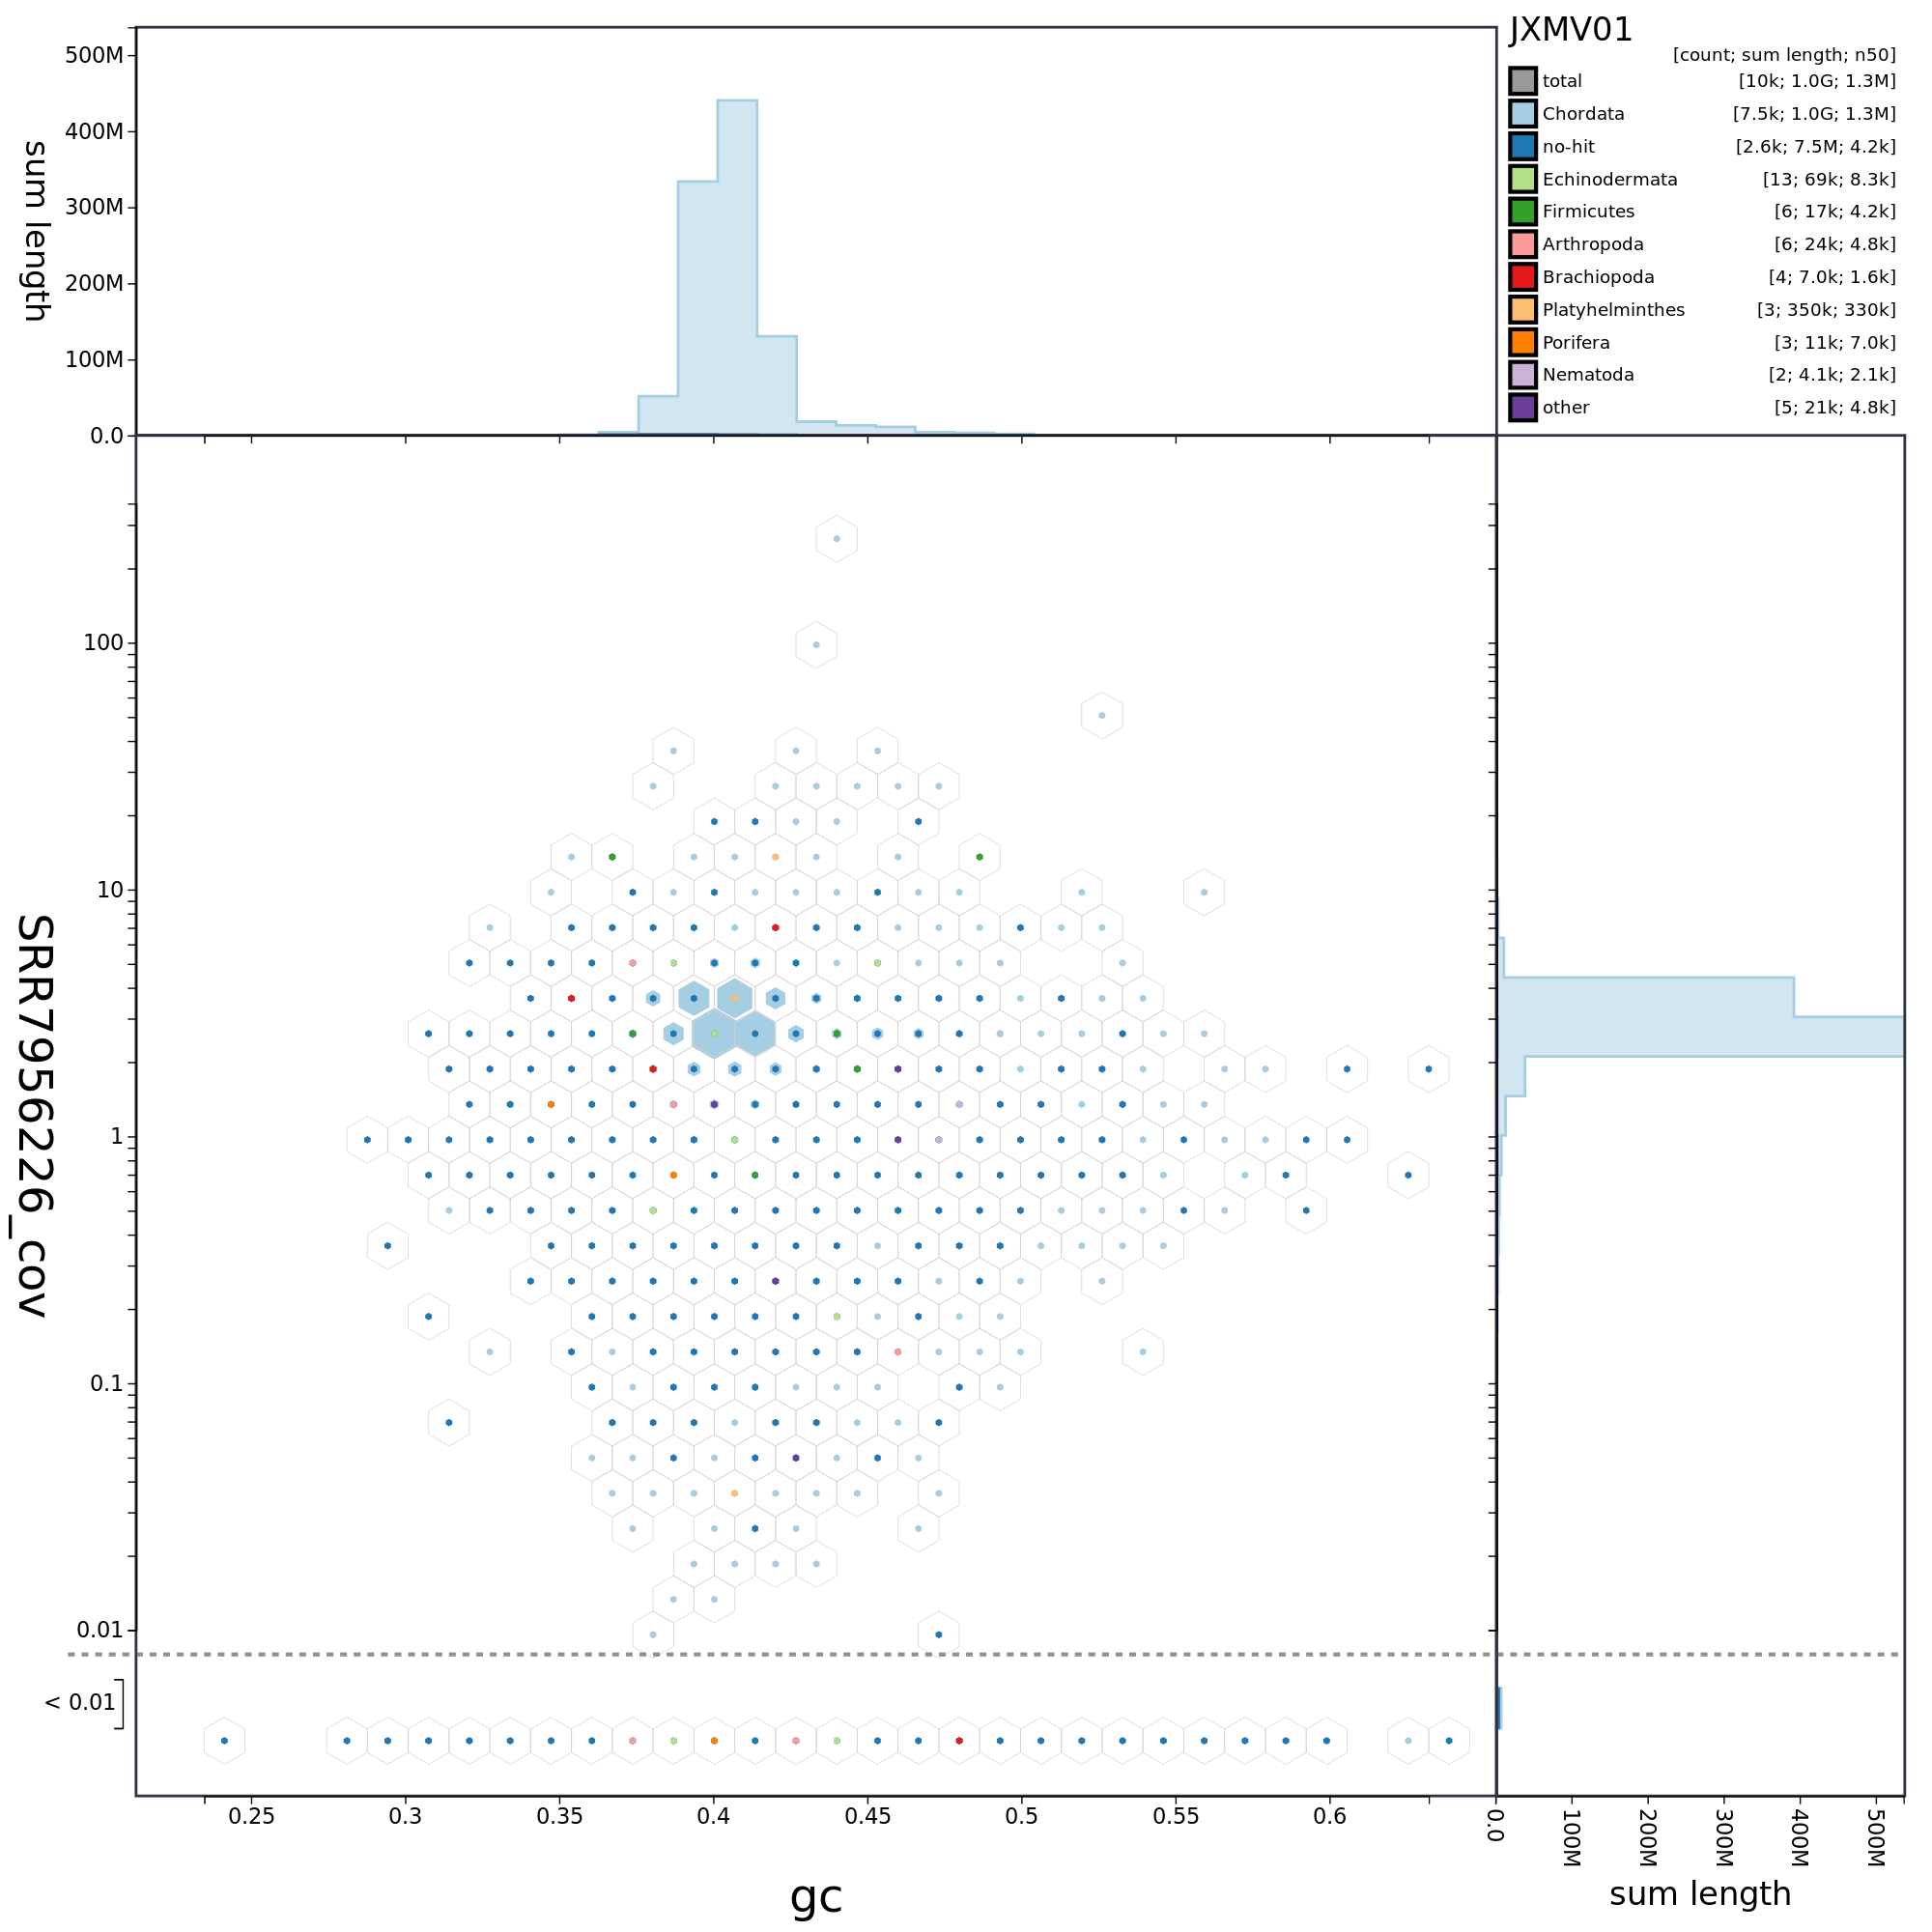 JXMV01
[count; sum length; n50]
total [10k; 1.0G; 1.3M]
Chordata [7.5k; 1.0G; 1.3M]
no-hit [2.6k; 7.5M; 4.2k]
Echinodermata [13; 69k; 8.3k]
Firmicutes [6; 17k; 4.2k]
Arthropoda [6; 24k; 4.8k]
Brachiopoda [4; 7.0k; 1.6k]
Platyhelminthes [3; 350k; 330k]
Porifera [3; 11k; 7.0k]
Nematoda [2; 4.1k; 2.1k]
other [5; 21k; 4.8k]
sum length
500M
400M
300M
200M
100M
0.0
SRR7956226_cov
100
10
1
0.1
0.01
< 0.01
0.25 0.3 0.35 0.4 0.45 0.5 0.55 0.6
gc
0.0 100M 200M 300M 400M 500M
sum length